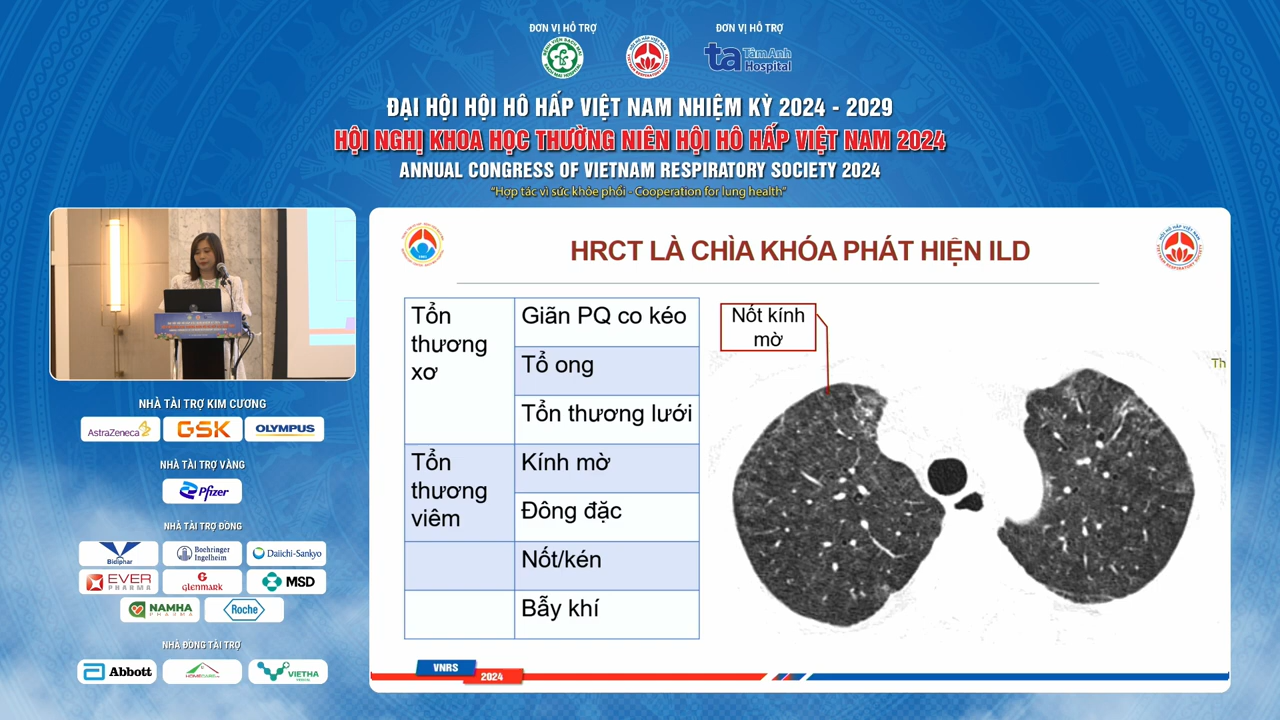 ĐƠN VỊ HỖ TRỢ
ĐƠN VỊ HỖ TRỢ
ta TâmAnh Hospital
ĐẠI HỘI HỘI HÔ HẤP VIỆT NAM NHIỆM KỲ 2024 - 2029
HỘI NGHỊ KHOA HỌC THƯỜNG NIÊN HỘI HÔ HẤP VIỆT NAM 2024
ANNUAL CONGRESS OF VIETNAM RESPIRATORY SOCIETY 2024
"Hợp tác vì sức khỏe phổi - Cooperation for lung health"
NHÀ TÀI TRỢ KIM CƯƠNG
AstraZeneca GSK OLYMPUS
NHÀ TÀI TRỢ VÀNG
Pfizer
NHÀ TÀI TRỢ ĐỒNG
Bidiphar Boehringer Ingelheim Daiichi-Sankyo
EVER PHARMA GLENMARK MSD
NAMHA PHARMA Roche
NHÀ ĐỒNG TÀI TRỢ
Abbott
VIETHA
HRCT LÀ CHÌA KHÓA PHÁT HIỆN ILD
Tổn thương xơ
Giãn PQ co kéo
Tổ ong
Tổn thương lưới
Tổn thương viêm
Kính mờ
Đông đặc
Nốt/kén
Bẫy khí
Nốt kính
mờ
Th
VNRS
2024